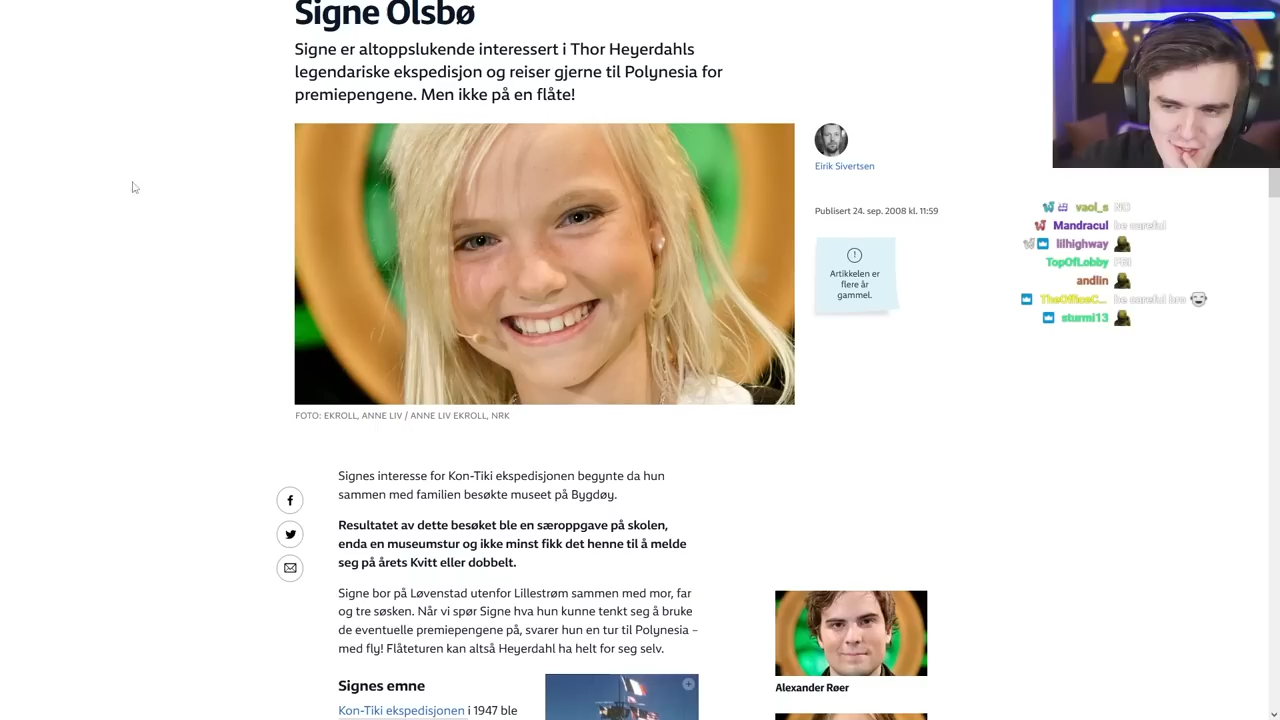 Signe Olsbø
Signe er altoppslukende interessert i Thor Heyerdahls
legendariske ekspedisjon og reiser gjerne til Polynesia for
premiepengene. Men ikke på en flåte!
Eirik Sivertsen
Publisert 24. sep. 2008 kl. 11:59
Artikkelen er
flere år
gammel.
vaol_s NO
Mandracul be careful
lilhighway
TopOfLobby
andlin
TheOfficeC... be careful bro
sturmi13
FOTO: EKROLL, ANNE LIV / ANNE LIV EKROLL, NRK
Signes interesse for Kon-Tiki ekspedisjonen begynte da hun
sammen med familien besøkte museet på Bygdøy.
Resultatet av dette besøket ble en særoppgave på skolen,
enda en museumstur og ikke minst fikk det henne til å melde
seg på årets Kvitt eller dobbelt.
Signe bor på Løvenstad utenfor Lillestrøm sammen med mor, far
og tre søsken. Når vi spør Signe hva hun kunne tenkt seg å bruke
de eventuelle premiepengene på, svarer hun en tur til Polynesia –
med fly! Flåteturen kan altså Heyerdahl ha helt for seg selv.
Signes emne
Kon-Tiki ekspedisjonen i 1947 ble
Alexander Røer